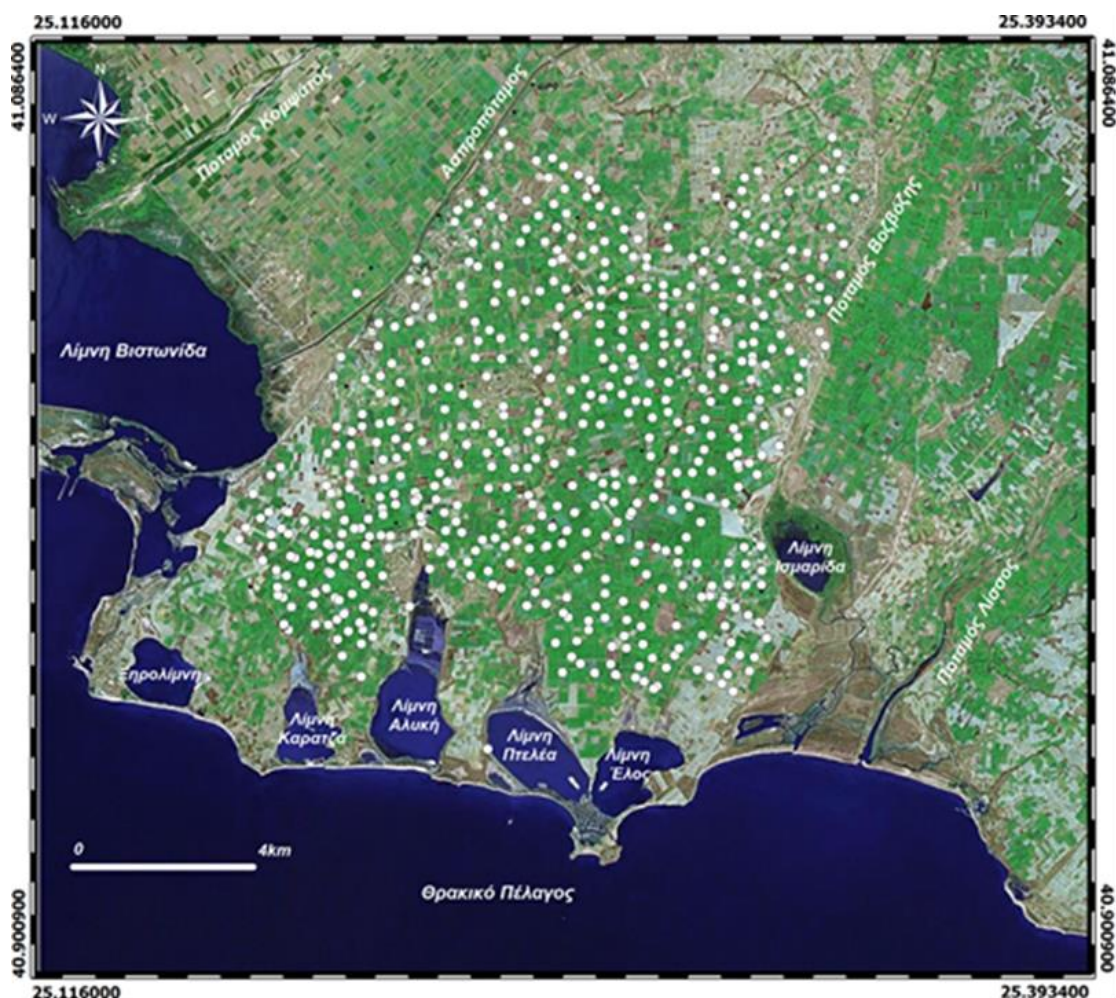 25.116000
25.393400
41.086400
41.086400
N
W
E
S
Ποταμός Κομψάτος
Ασπροπόταμος
Ποταμός Βοζβόζης
Λίμνη Βιστωνίδα
Λίμνη
Ισμαρίδα
Ποταμός Λίσσος
Ξηρολίμνη
Λίμνη
Καρατζά
Λίμνη
Αλυκή
Λίμνη
Πτελέα
Λίμνη
Έλος
0
4km
Θρακικό Πέλαγος
40.900900
40.900900
25.116000
25.393400